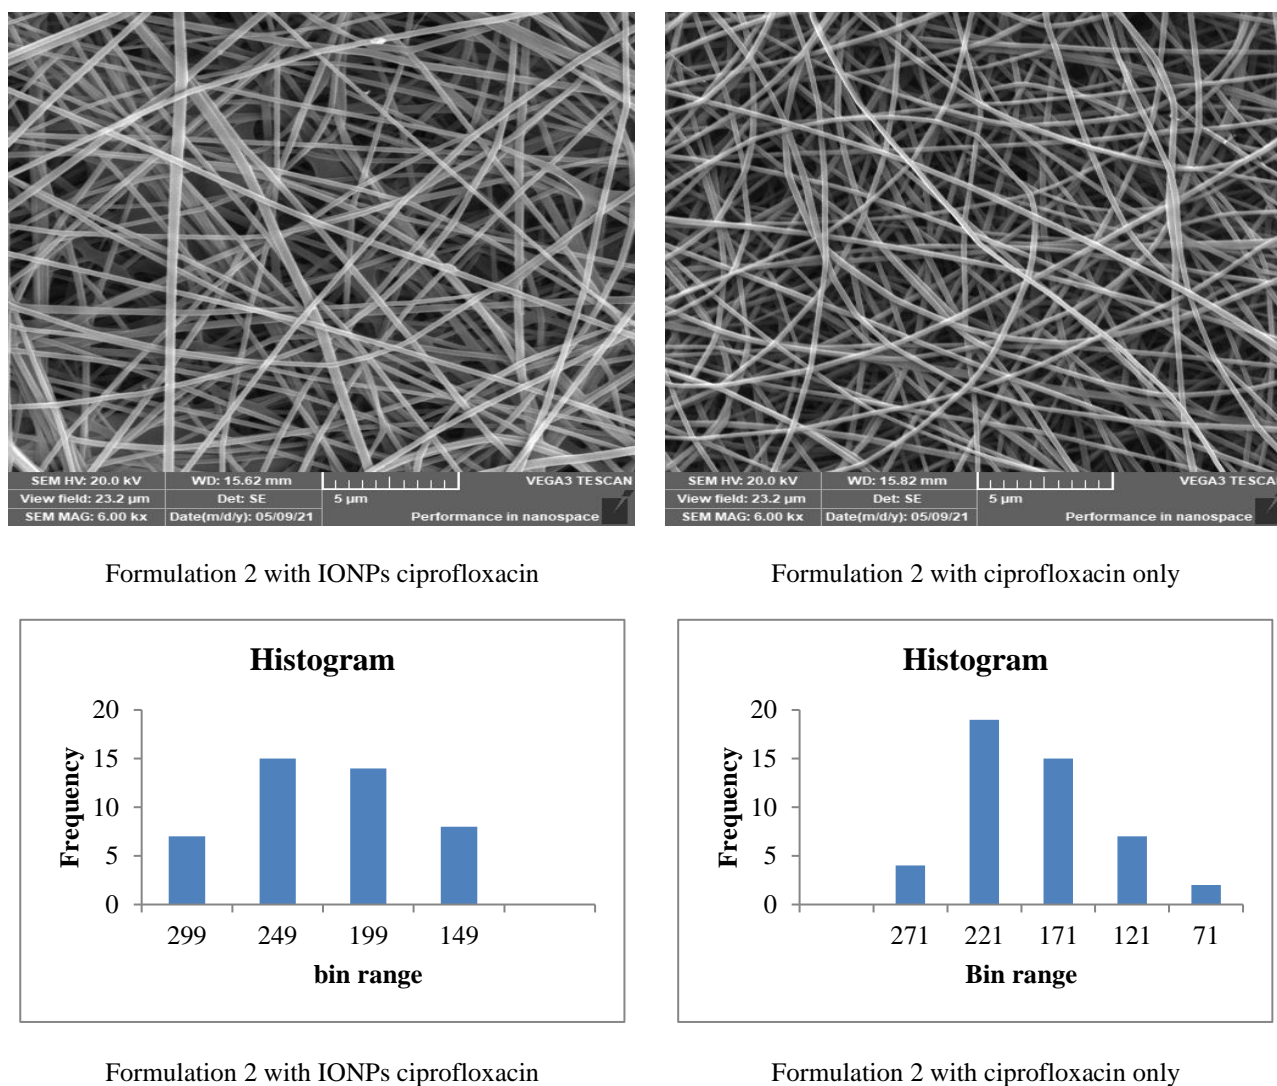 SEM HV: 20.0 kV WD: 15.62 mm VEGA3 TESCAN
View field: 23.2 µm Det: SE 5 µm
SEM MAG: 6.00 kx Date(m/d/y): 05/09/21 Performance in nanospace
SEM HV: 20.0 kV WD: 15.82 mm VEGA3 TESCAN
View field: 23.2 µm Det: SE 5 µm
SEM MAG: 6.00 kx Date(m/d/y): 05/09/21 Performance in nanospace
Formulation 2 with IONPs ciprofloxacin
Formulation 2 with ciprofloxacin only
Histogram
Frequency
20
15
10
5
0
299 249 199 149
bin range
Histogram
Frequency
20
15
10
5
0
271 221 171 121 71
Bin range
Formulation 2 with IONPs ciprofloxacin
Formulation 2 with ciprofloxacin only